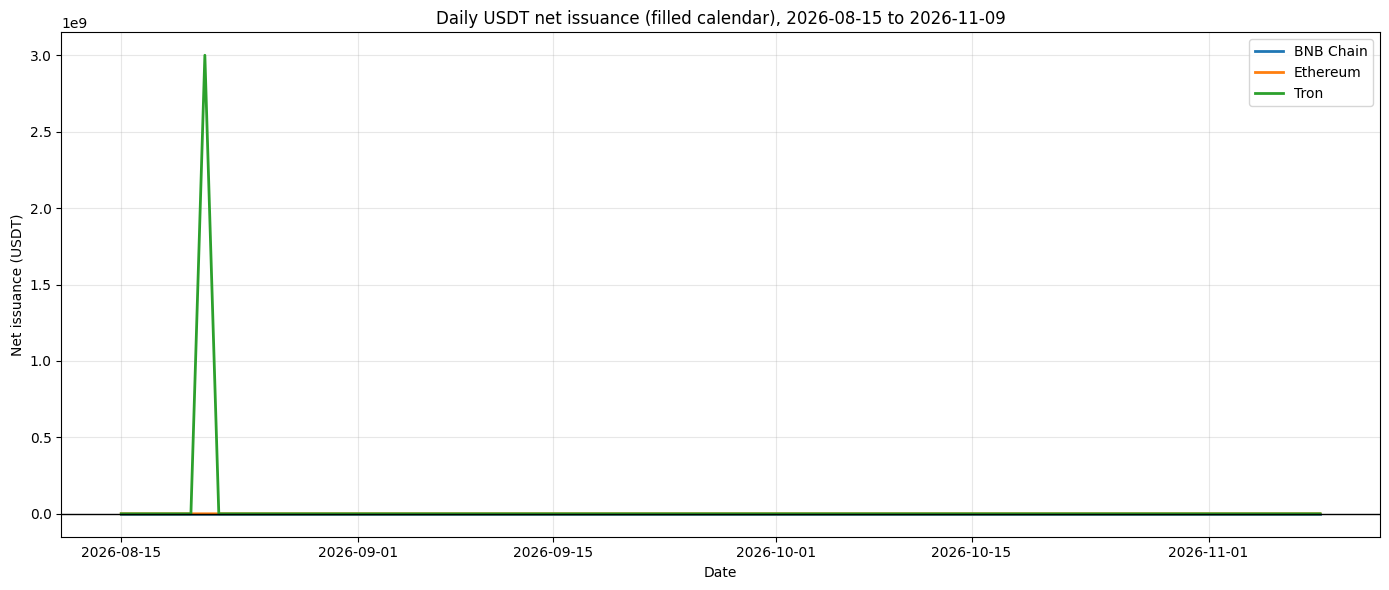 Daily USDT net issuance (filled calendar), 2026-08-15 to 2026-11-09
1e9
3.0
2.5
2.0
1.5
1.0
0.5
0.0
Net issuance (USDT)
BNB Chain
Ethereum
Tron
2026-08-15 2026-09-01 2026-09-15 2026-10-01 2026-10-15 2026-11-01
Date